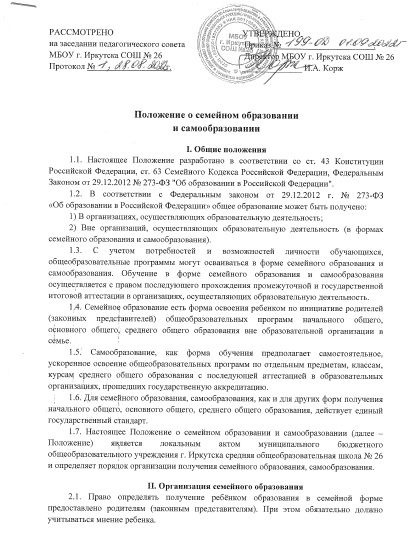 РАССМОТРЕНО
на заседании педагогического совета
МБОУ г. Иркутска СОШ № 26
Протокол № 1, 28.08.
УТВЕРЖДЕНО
Приказ № 199-од 01.09
Директор МБОУ г. Иркутска СОШ № 26
И.А. Корж
МБОУ
г. Иркутска
СОШ № 26
Положение о семейном образовании
и самообразовании
I. Общие положения
1.1. Настоящее Положение разработано в соответствии со ст. 43 Конституции
Российской Федерации, ст. 63 Семейного Кодекса Российской Федерации, Федеральным
Законом от 29.12.2012 № 273-ФЗ "Об образовании в Российской Федерации".
1.2. В соответствии с Федеральным законом от 29.12.2012 г. № 273-ФЗ
«Об образовании в Российской Федерации» общее образование может быть получено:
1) В организациях, осуществляющих образовательную деятельность;
2) Вне организаций, осуществляющих образовательную деятельность (в формах
семейного образования и самообразования).
1.3. С учетом потребностей и возможностей личности обучающихся,
общеобразовательные программы могут осваиваться в форме семейного образования и
самообразования. Обучение в форме семейного образования и самообразования
осуществляется с правом последующего прохождения промежуточной и государственной
итоговой аттестации в организациях, осуществляющих образовательную деятельность.
1.4. Семейное образование есть форма освоения ребенком по инициативе родителей
(законных представителей) общеобразовательных программ начального общего,
основного общего, среднего общего образования вне образовательной организации в
семье.
1.5. Самообразование, как форма обучения предполагает самостоятельное,
ускоренное освоение общеобразовательных программ по отдельным предметам, классам,
курсам среднего общего образования с последующей аттестацией в образовательных
организациях, прошедших государственную аккредитацию.
1.6. Для семейного образования, самообразования, как и для других форм получения
начального общего, основного общего, среднего общего образования, действует единый
государственный стандарт.
1.7. Настоящее Положение о семейном образовании и самообразовании (далее –
Положение) является локальным актом муниципального бюджетного
общеобразовательного учреждения г. Иркутска средняя общеобразовательная школа № 26
и определяет порядок организации получения семейного образования, самообразования.
II. Организация семейного образования
2.1. Право определять получение ребёнком образования в семейной форме
предоставлено родителям (законным представителям). При этом обязательно должно
учитываться мнение ребенка.